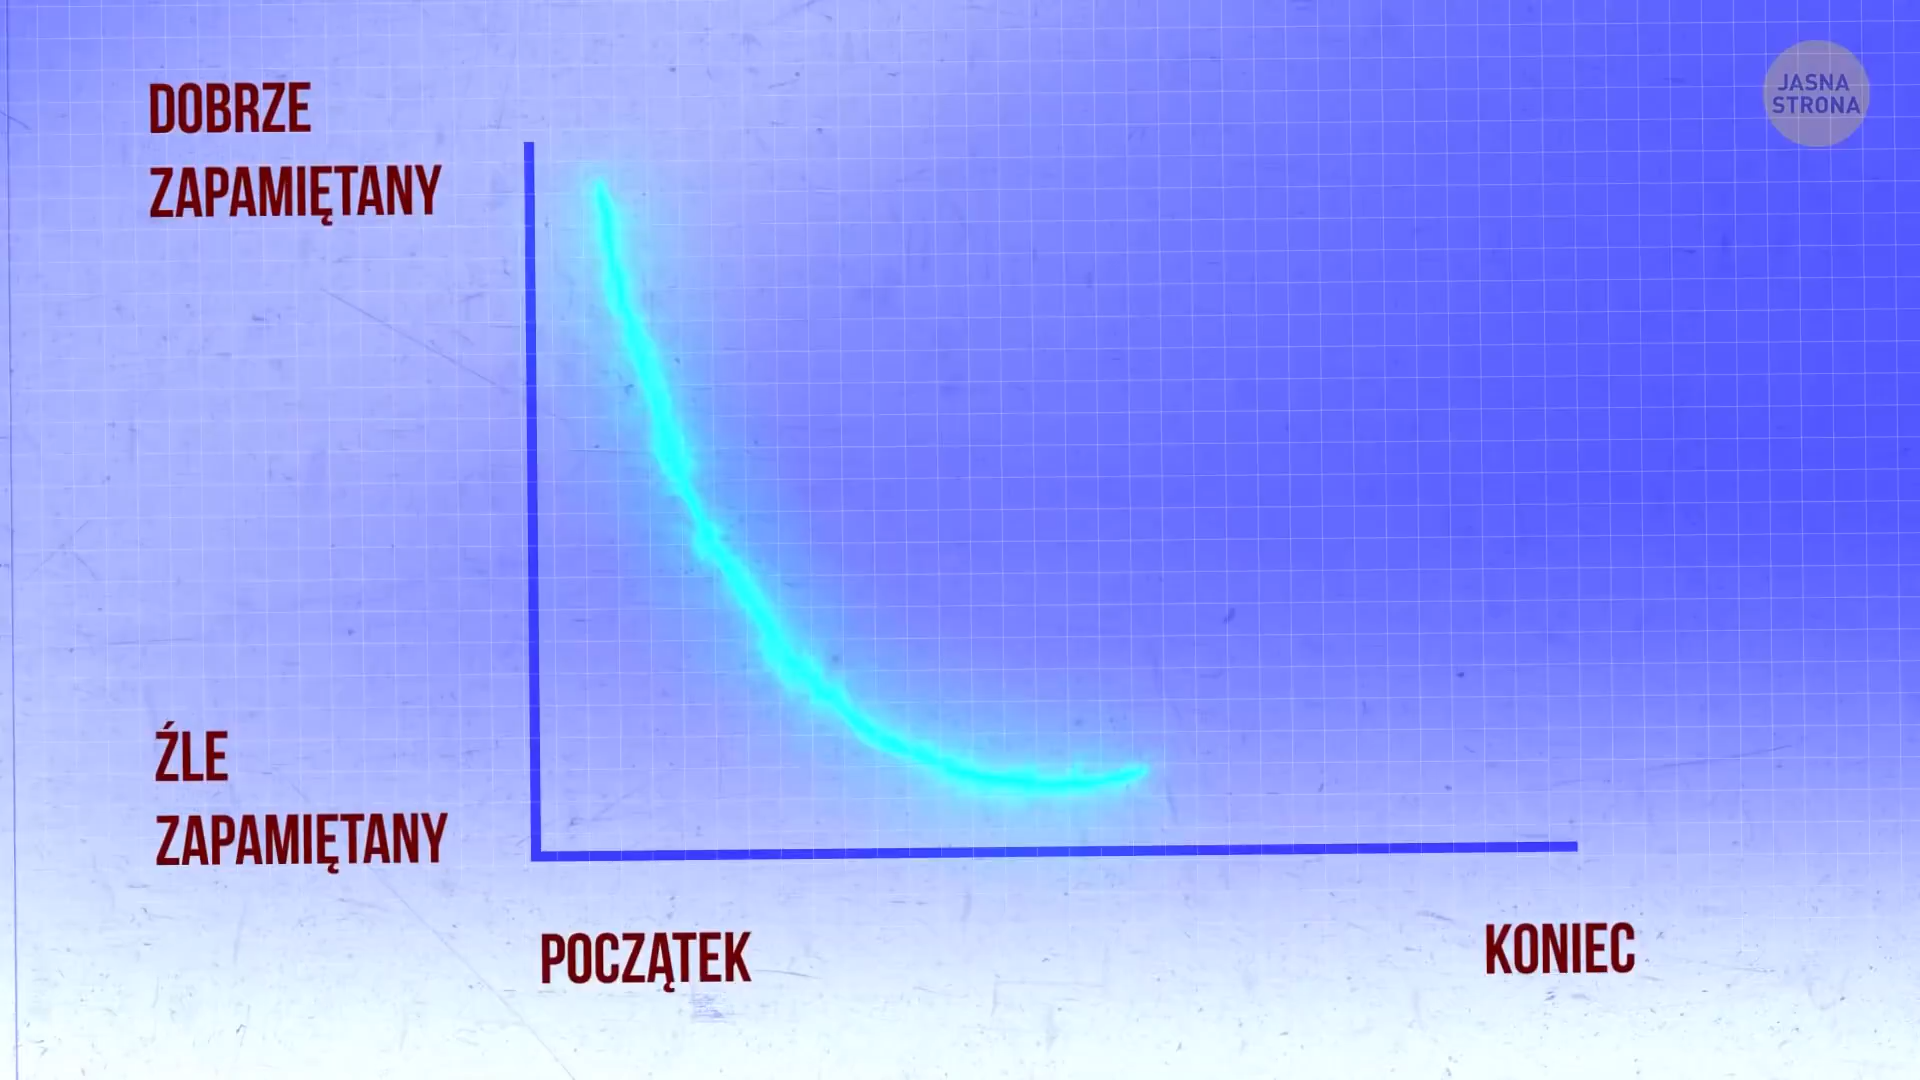 DOBRZE
ZAPAMIĘTANY
JASNA
STRONA
ŹLE
ZAPAMIĘTANY
POCZĄTEK
KONIEC